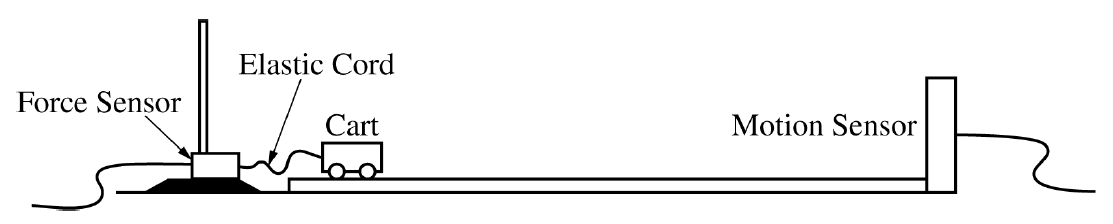 Elastic Cord
Force Sensor
Cart
Motion Sensor